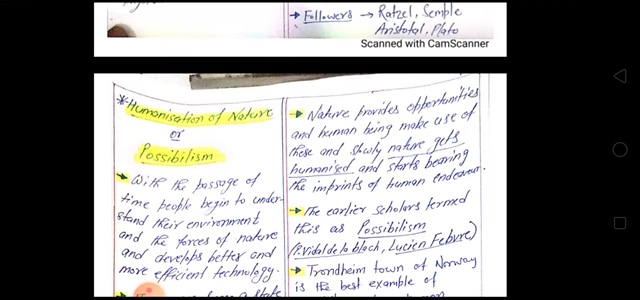 → Followers → Ratzel, Semple
Aristotal, Plato
Scanned with CamScanner
*Humanisation of Nature
or
Possibilism
→ With the passage of
time people begin to under-
stand their environment
and the forces of nature
and develops better and
more efficient technology.
state
→ Nature provides opportunities
and human being make use of
these and slowly nature gets
humanised and starts bearing
the imprints of human endeavour.
→ The earlier scholars termed
this as Possibilism
(P. Vidal de la blach, Lucien Febvre)
→ Trondheim town of Norway
is the best example of